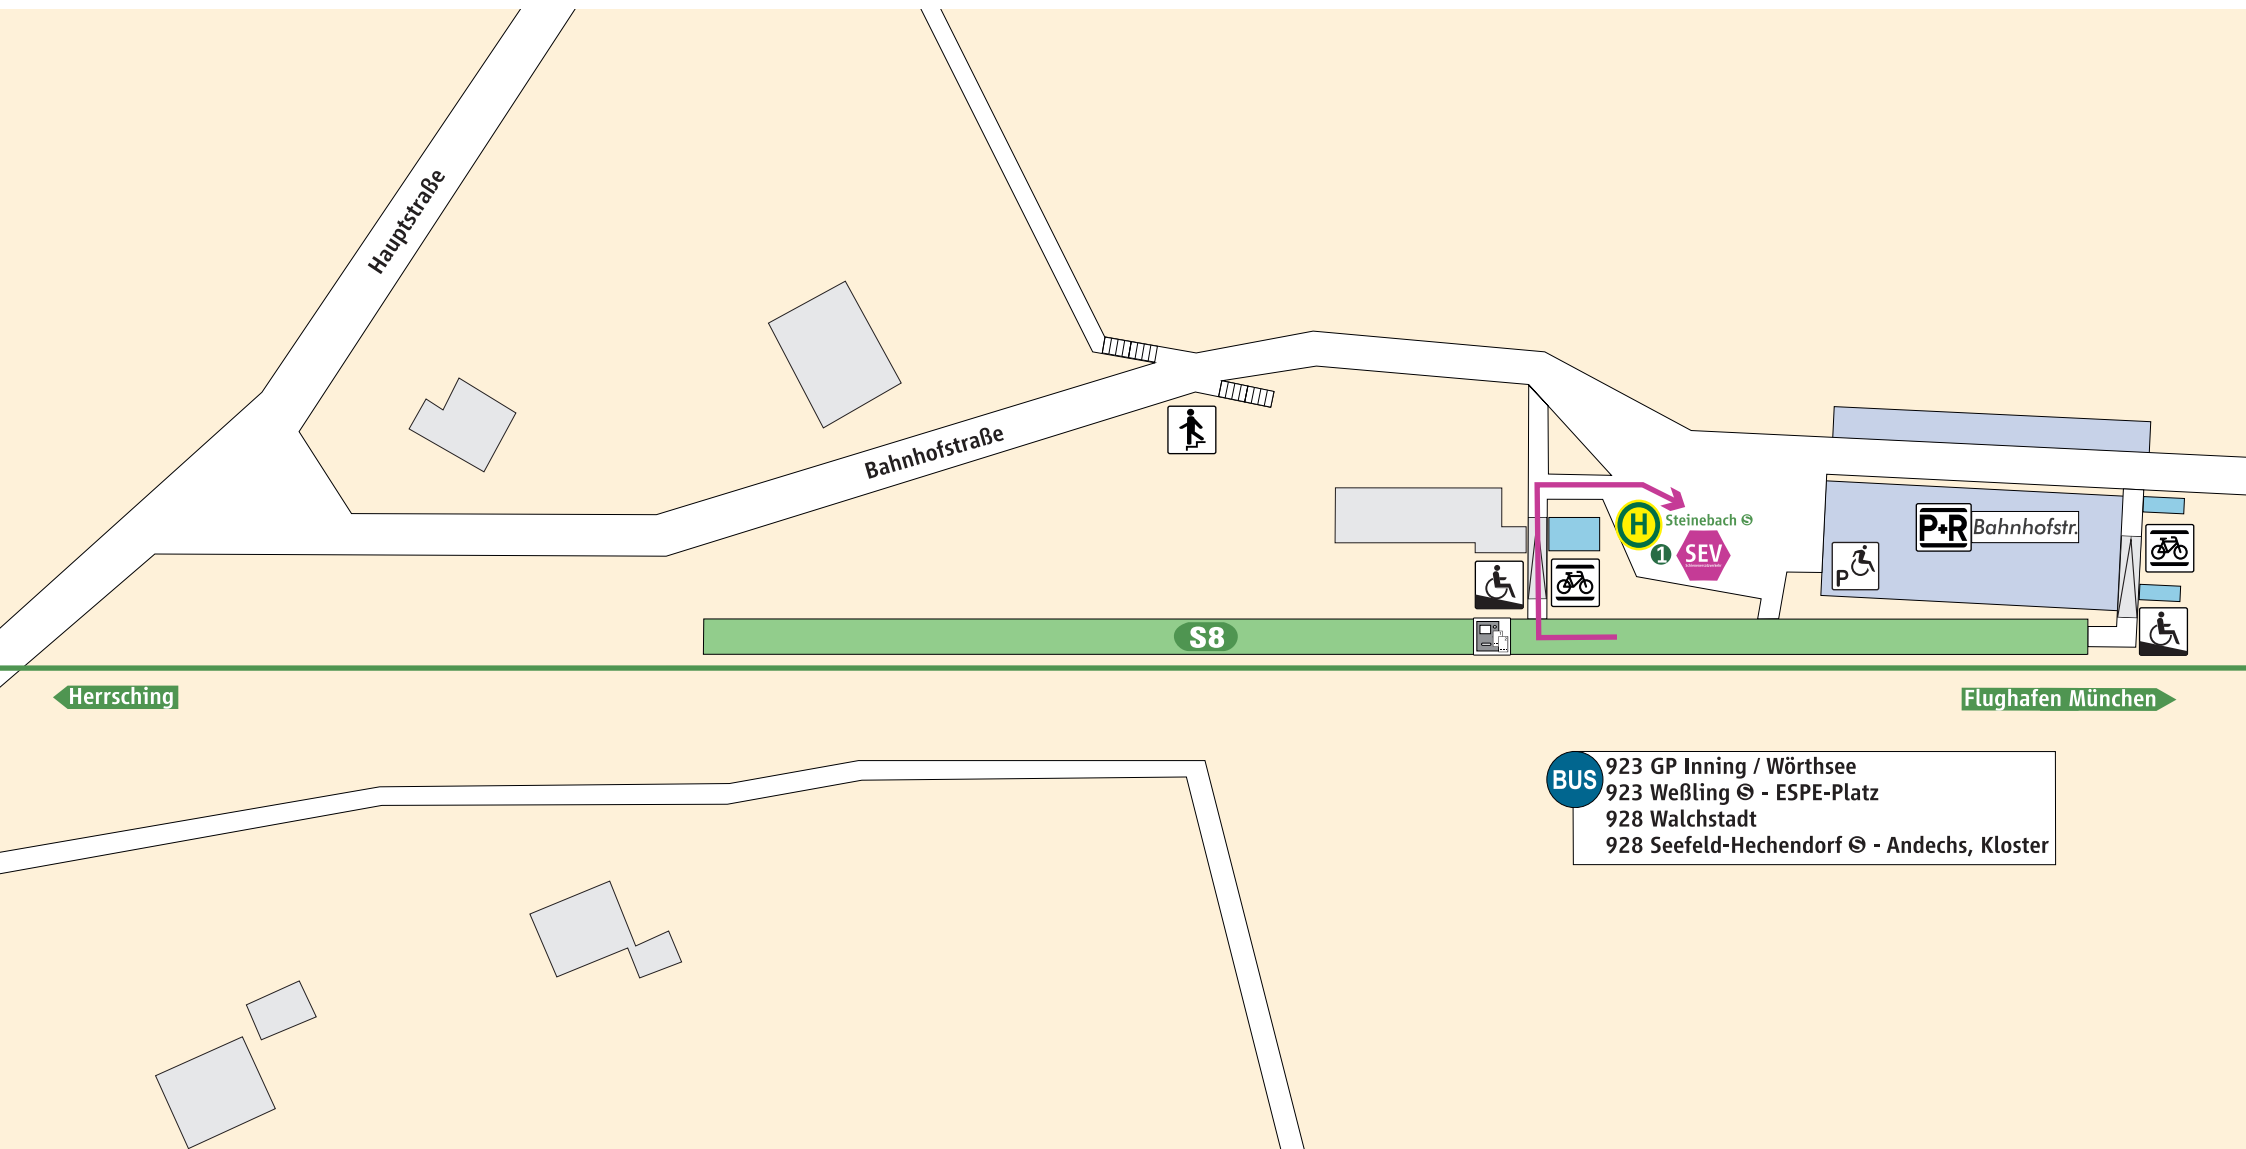 Hauptstraße
Bahnhofstraße
H
Steinebach S
1
SEV
P+R Bahnhofstr.
P
S8
Herrsching
Flughafen München
BUS
923 GP Inning / Wörthsee
923 Weßling S - ESPE-Platz
928 Walchstadt
928 Seefeld-Hechendorf S - Andechs, Kloster